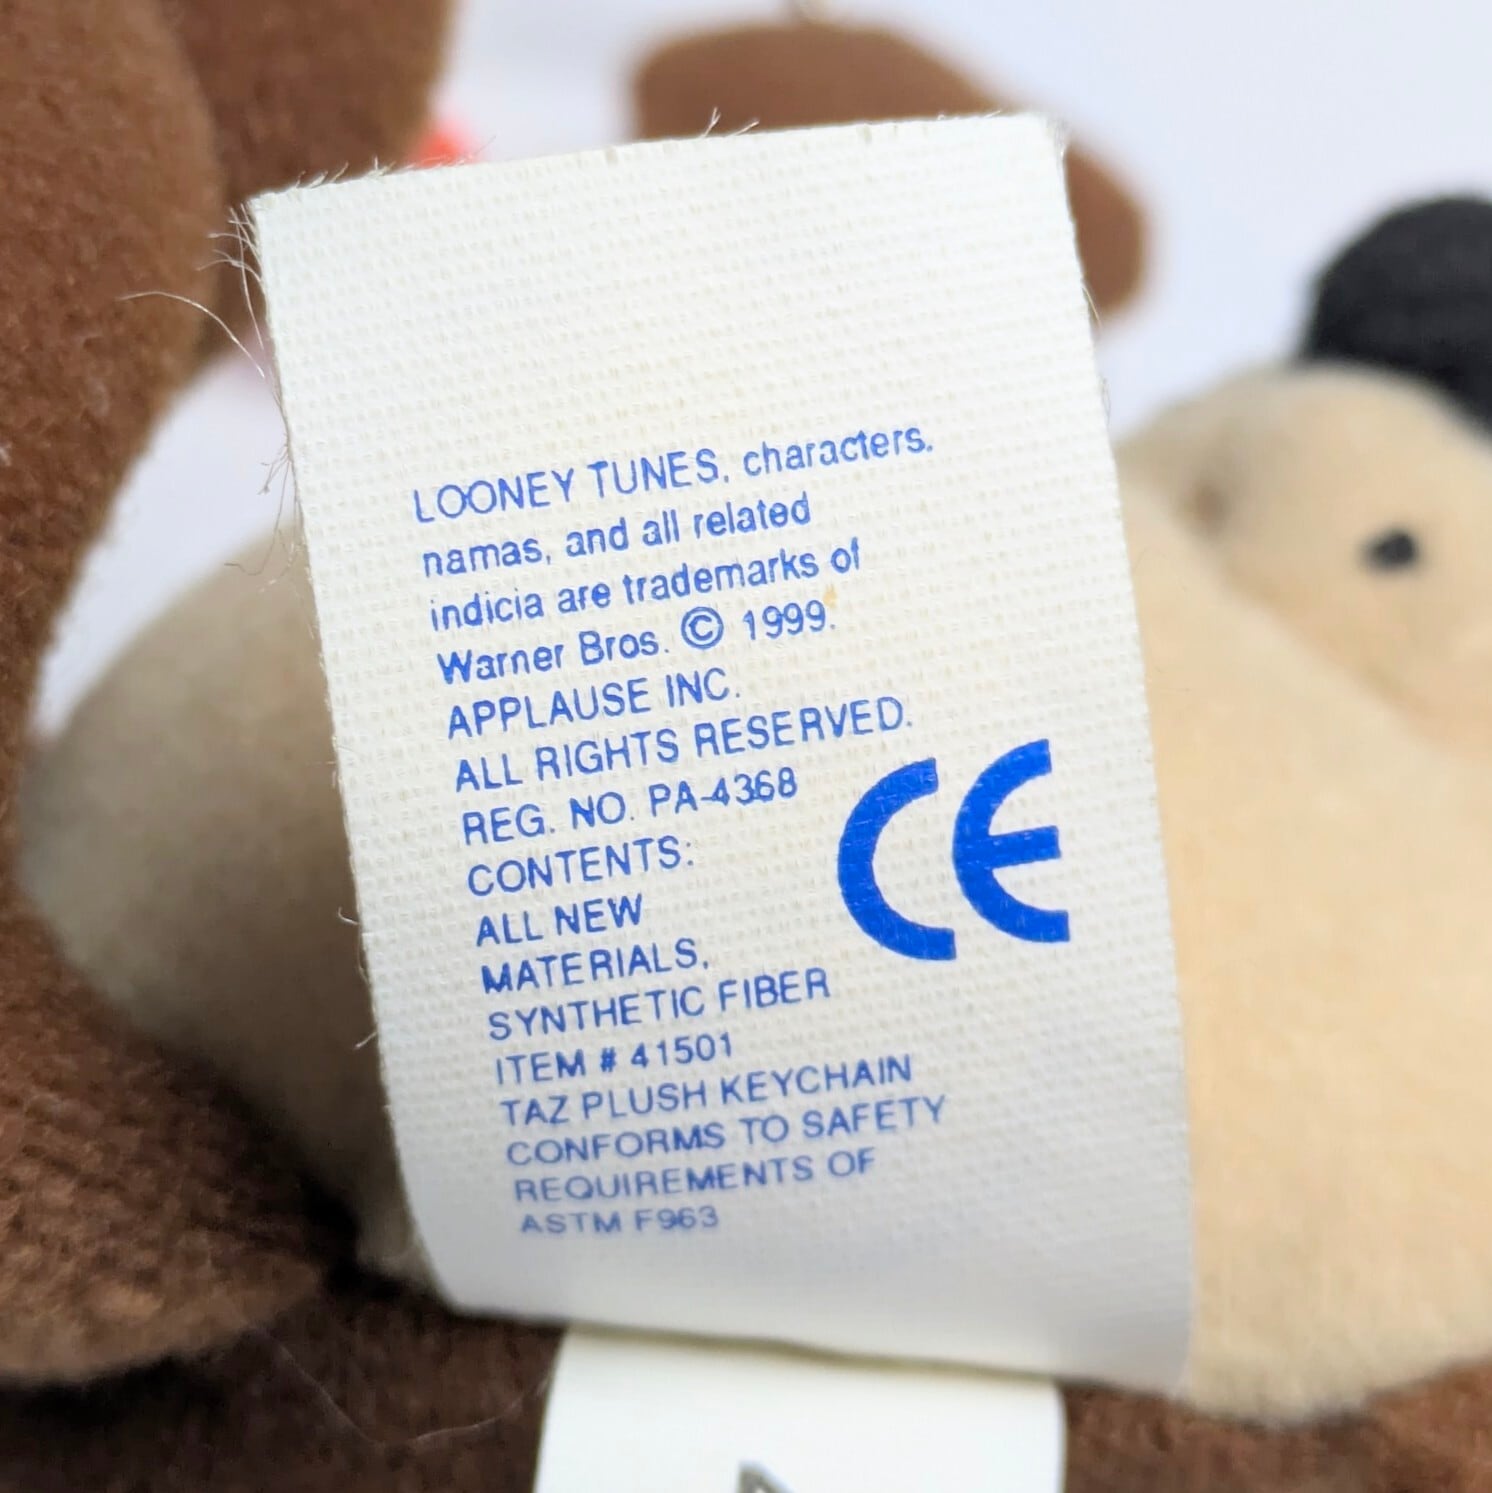 LOONEY TUNES, characters.
namas, and all related
indicia are trademarks of
Warner Bros. © 1999.
APPLAUSE INC.
ALL RIGHTS RESERVED.
REG. NO. PA-4368
CONTENTS:
ALL NEW
MATERIALS,
SYNTHETIC FIBER
ITEM # 41501
TAZ PLUSH KEYCHAIN
CONFORMS TO SAFETY
REQUIREMENTS OF
ASTM F963
CE